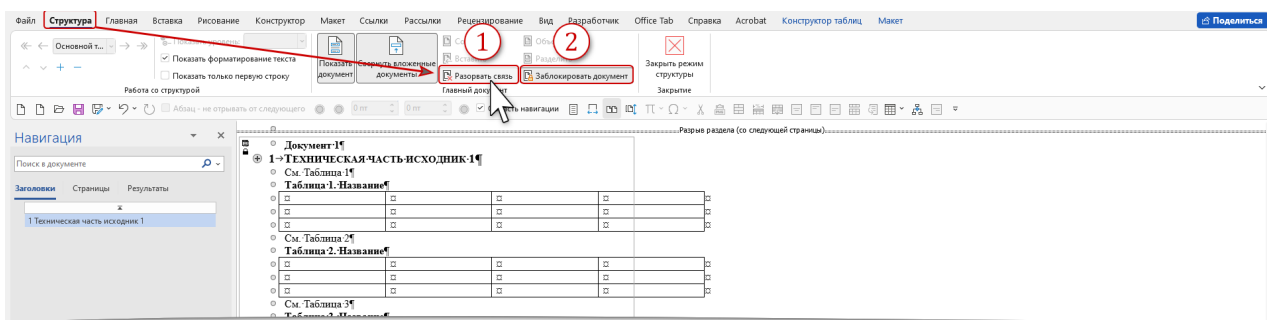 Файл Структура Главная Вставка Рисование Конструктор Макет Ссылки Рассылки Рецензирование Вид Разработчик Office Tab Справка Acrobat Конструктор таблиц Макет Поделиться
1 2
Основной т...
Показать форматирование текста
Показать только первую строку
Работа со структурой
Показать документ
Свернуть вложенные документы
Разорвать связь
Заблокировать документ
Главный документ
Закрыть режим структуры
Закрытие
Абзац - не отрывать от следующего 0 пт 0 пт навигации
Навигация
Поиск в документе
Заголовки Страницы Результаты
1 Техническая часть исходник 1
Разрыв раздела (со следующей страницы)
Документ·1¶
1→ТЕХНИЧЕСКАЯ·ЧАСТЬ·ИСХОДНИК·1¶
См.·Таблица·1¶
Таблица·1.·Название¶
¤ ¤ ¤ ¤ ¤
¤ ¤ ¤ ¤ ¤
¤ ¤ ¤ ¤ ¤
См.·Таблица·2¶
Таблица·2.·Название¶
¤ ¤ ¤ ¤ ¤
¤ ¤ ¤ ¤ ¤
¤ ¤ ¤ ¤ ¤
См.·Таблица·3¶